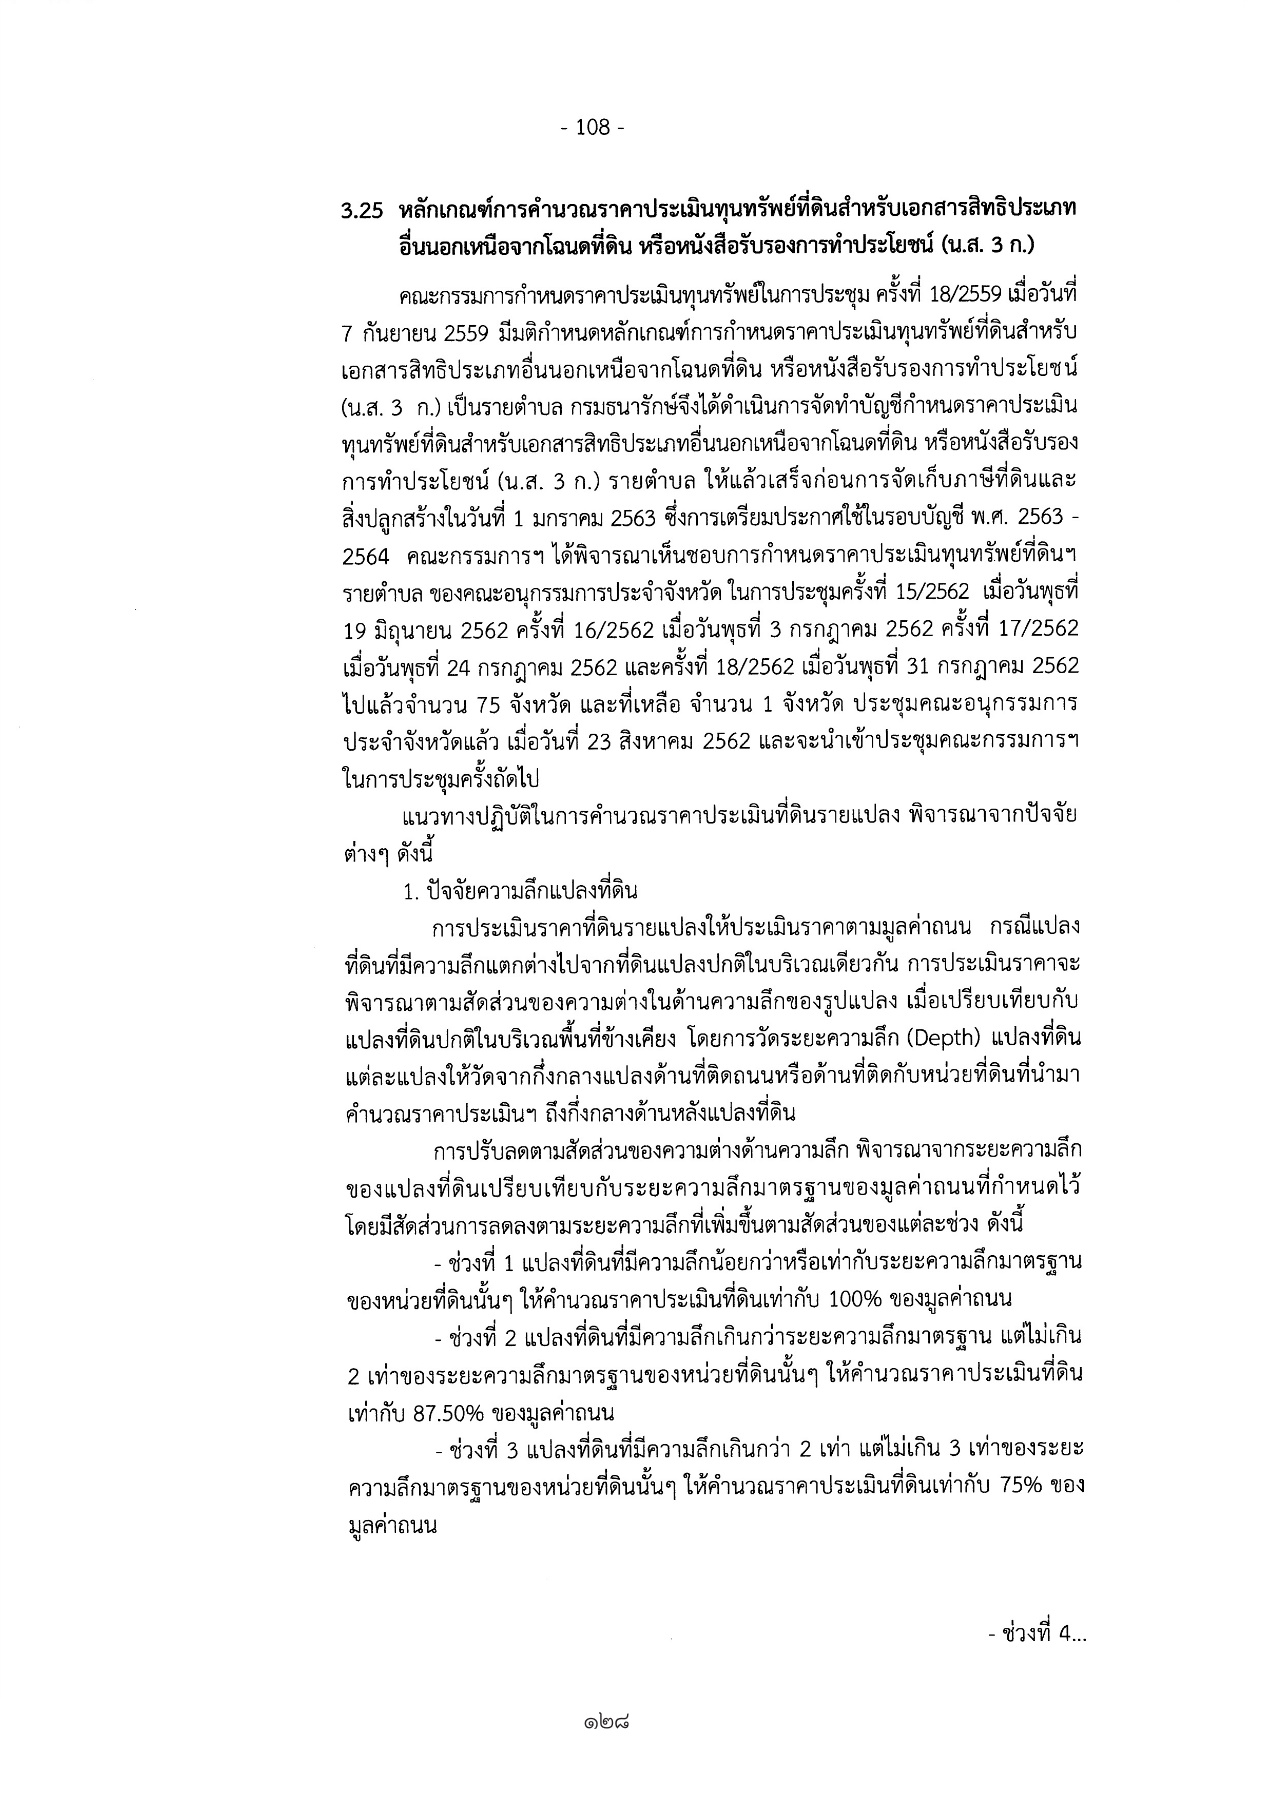 - 108 -
3.25 หลักเกณฑ์การคำนวณราคาประเมินทุนทรัพย์ที่ดินสำหรับเอกสารสิทธิประเภท
อื่นนอกเหนือจากโฉนดที่ดิน หรือหนังสือรับรองการทำประโยชน์ (น.ส. 3 ก.)
คณะกรรมการกำหนดราคาประเมินทุนทรัพย์ในการประชุม ครั้งที่ 18/2559 เมื่อวันที่
7 กันยายน 2559 มีมติกำหนดหลักเกณฑ์การกำหนดราคาประเมินทุนทรัพย์ที่ดินสำหรับ
เอกสารสิทธิประเภทอื่นนอกเหนือจากโฉนดที่ดิน หรือหนังสือรับรองการทำประโยชน์
(น.ส. 3 ก.) เป็นรายตำบล กรมธนารักษ์จึงได้ดำเนินการจัดทำบัญชีกำหนดราคาประเมิน
ทุนทรัพย์ที่ดินสำหรับเอกสารสิทธิประเภทอื่นนอกเหนือจากโฉนดที่ดิน หรือหนังสือรับรอง
การทำประโยชน์ (น.ส. 3 ก.) รายตำบล ให้แล้วเสร็จก่อนการจัดเก็บภาษีที่ดินและ
สิ่งปลูกสร้างในวันที่ 1 มกราคม 2563 ซึ่งการเตรียมประกาศใช้ในรอบบัญชี พ.ศ. 2563 -
2564 คณะกรรมการฯ ได้พิจารณาเห็นชอบการกำหนดราคาประเมินทุนทรัพย์ที่ดินฯ
รายตำบล ของคณะอนุกรรมการประจำจังหวัด ในการประชุมครั้งที่ 15/2562 เมื่อวันพุธที่
19 มิถุนายน 2562 ครั้งที่ 16/2562 เมื่อวันพุธที่ 3 กรกฎาคม 2562 ครั้งที่ 17/2562
เมื่อวันพุธที่ 24 กรกฎาคม 2562 และครั้งที่ 18/2562 เมื่อวันพุธที่ 31 กรกฎาคม 2562
ไปแล้วจำนวน 75 จังหวัด และที่เหลือ จำนวน 1 จังหวัด ประชุมคณะอนุกรรมการ
ประจำจังหวัดแล้ว เมื่อวันที่ 23 สิงหาคม 2562 และจะนำเข้าประชุมคณะกรรมการฯ
ในการประชุมครั้งถัดไป
แนวทางปฏิบัติในการคำนวณราคาประเมินที่ดินรายแปลง พิจารณาจากปัจจัย
ต่างๆ ดังนี้
1. ปัจจัยความลึกแปลงที่ดิน
การประเมินราคาที่ดินรายแปลงให้ประเมินราคาตามมูลค่าถนน กรณีแปลง
ที่ดินที่มีความลึกแตกต่างไปจากที่ดินแปลงปกติในบริเวณเดียวกัน การประเมินราคาจะ
พิจารณาตามสัดส่วนของความต่างในด้านความลึกของรูปแปลง เมื่อเปรียบเทียบกับ
แปลงที่ดินปกติในบริเวณพื้นที่ข้างเคียง โดยการวัดระยะความลึก (Depth) แปลงที่ดิน
แต่ละแปลงให้วัดจากกึ่งกลางแปลงด้านที่ติดถนนหรือด้านที่ติดกับหน่วยที่ดินที่นำมา
คำนวณราคาประเมินฯ ถึงกึ่งกลางด้านหลังแปลงที่ดิน
การปรับลดตามสัดส่วนของความต่างด้านความลึก พิจารณาจากระยะความลึก
ของแปลงที่ดินเปรียบเทียบกับระยะความลึกมาตรฐานของมูลค่าถนนที่กำหนดไว้
โดยมีสัดส่วนการลดลงตามระยะความลึกที่เพิ่มขึ้นตามสัดส่วนของแต่ละช่วง ดังนี้
- ช่วงที่ 1 แปลงที่ดินที่มีความลึกน้อยกว่าหรือเท่ากับระยะความลึกมาตรฐาน
ของหน่วยที่ดินนั้นๆ ให้คำนวณราคาประเมินที่ดินเท่ากับ 100% ของมูลค่าถนน
- ช่วงที่ 2 แปลงที่ดินที่มีความลึกเกินกว่าระยะความลึกมาตรฐาน แต่ไม่เกิน
2 เท่าของระยะความลึกมาตรฐานของหน่วยที่ดินนั้นๆ ให้คำนวณราคาประเมินที่ดิน
เท่ากับ 87.50% ของมูลค่าถนน
- ช่วงที่ 3 แปลงที่ดินที่มีความลึกเกินกว่า 2 เท่า แต่ไม่เกิน 3 เท่าของระยะ
ความลึกมาตรฐานของหน่วยที่ดินนั้นๆ ให้คำนวณราคาประเมินที่ดินเท่ากับ 75% ของ
มูลค่าถนน
- ช่วงที่ 4...
๑๒๘